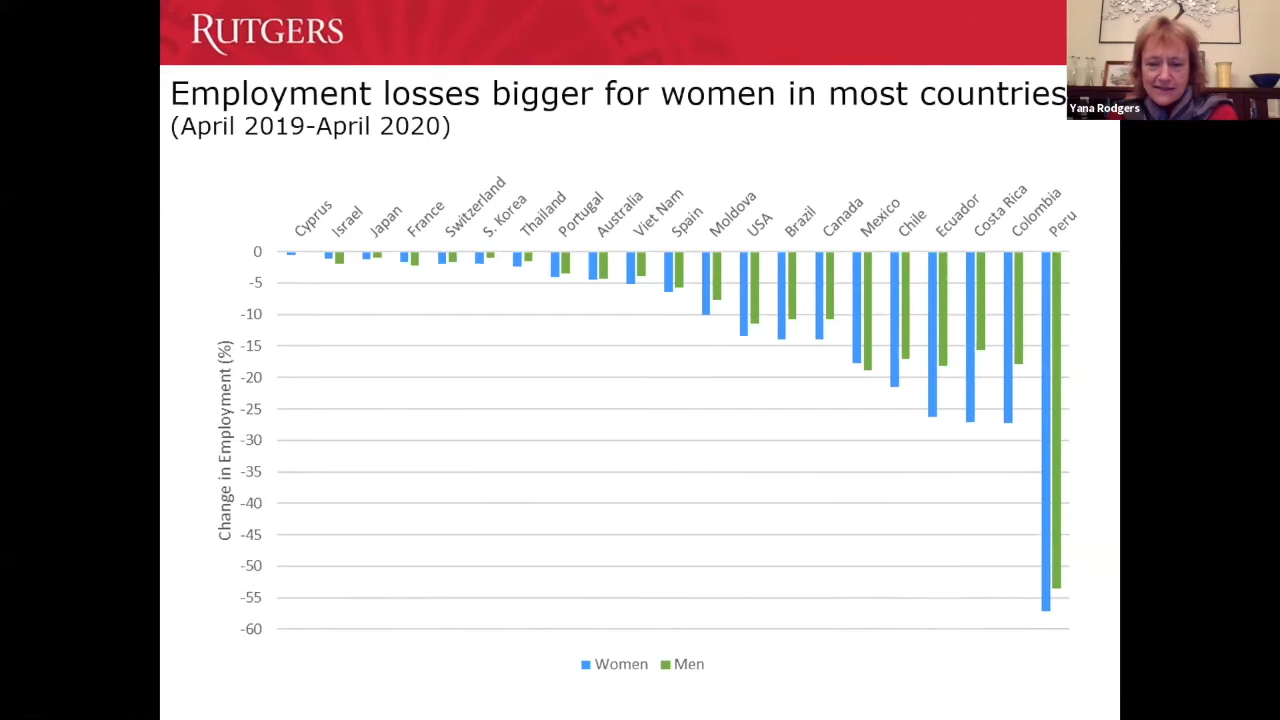 RUTGERS
Yana Rodgers
Employment losses bigger for women in most countries
(April 2019-April 2020)
Cyprus
Israel
Japan
France
Switzerland
S. Korea
Thailand
Portugal
Australia
Viet Nam
Spain
Moldova
USA
Brazil
Canada
Mexico
Chile
Ecuador
Costa Rica
Colombia
Peru
0
-5
-10
-15
-20
-25
-30
-35
-40
-45
-50
-55
-60
Change in Employment (%)
Women
Men